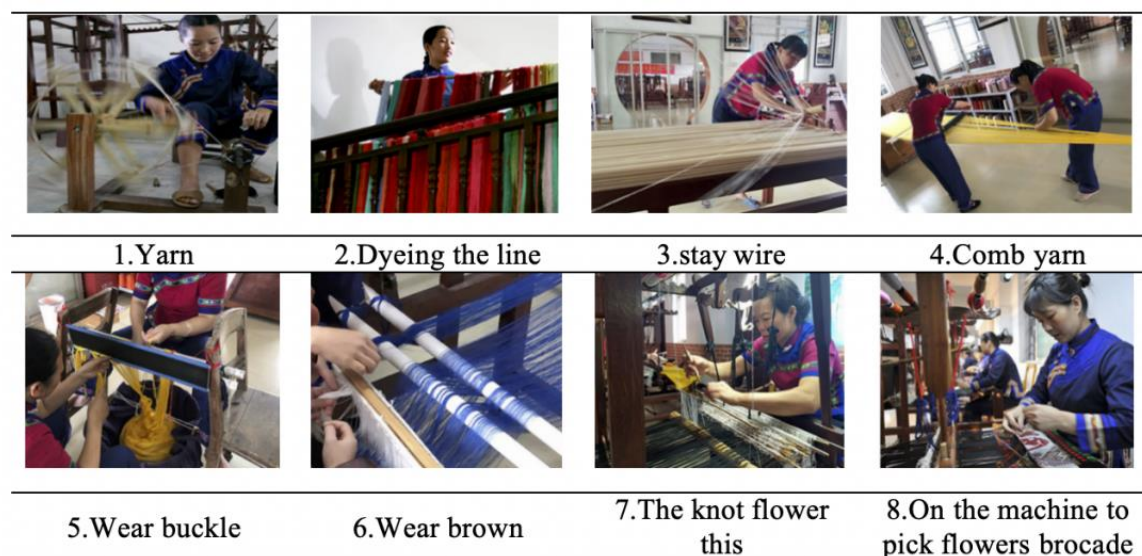 1.Yarn
2.Dyeing the line
3.stay wire
4.Comb yarn
5.Wear buckle
6.Wear brown
7.The knot flower
this
8.On the machine to
pick flowers brocade